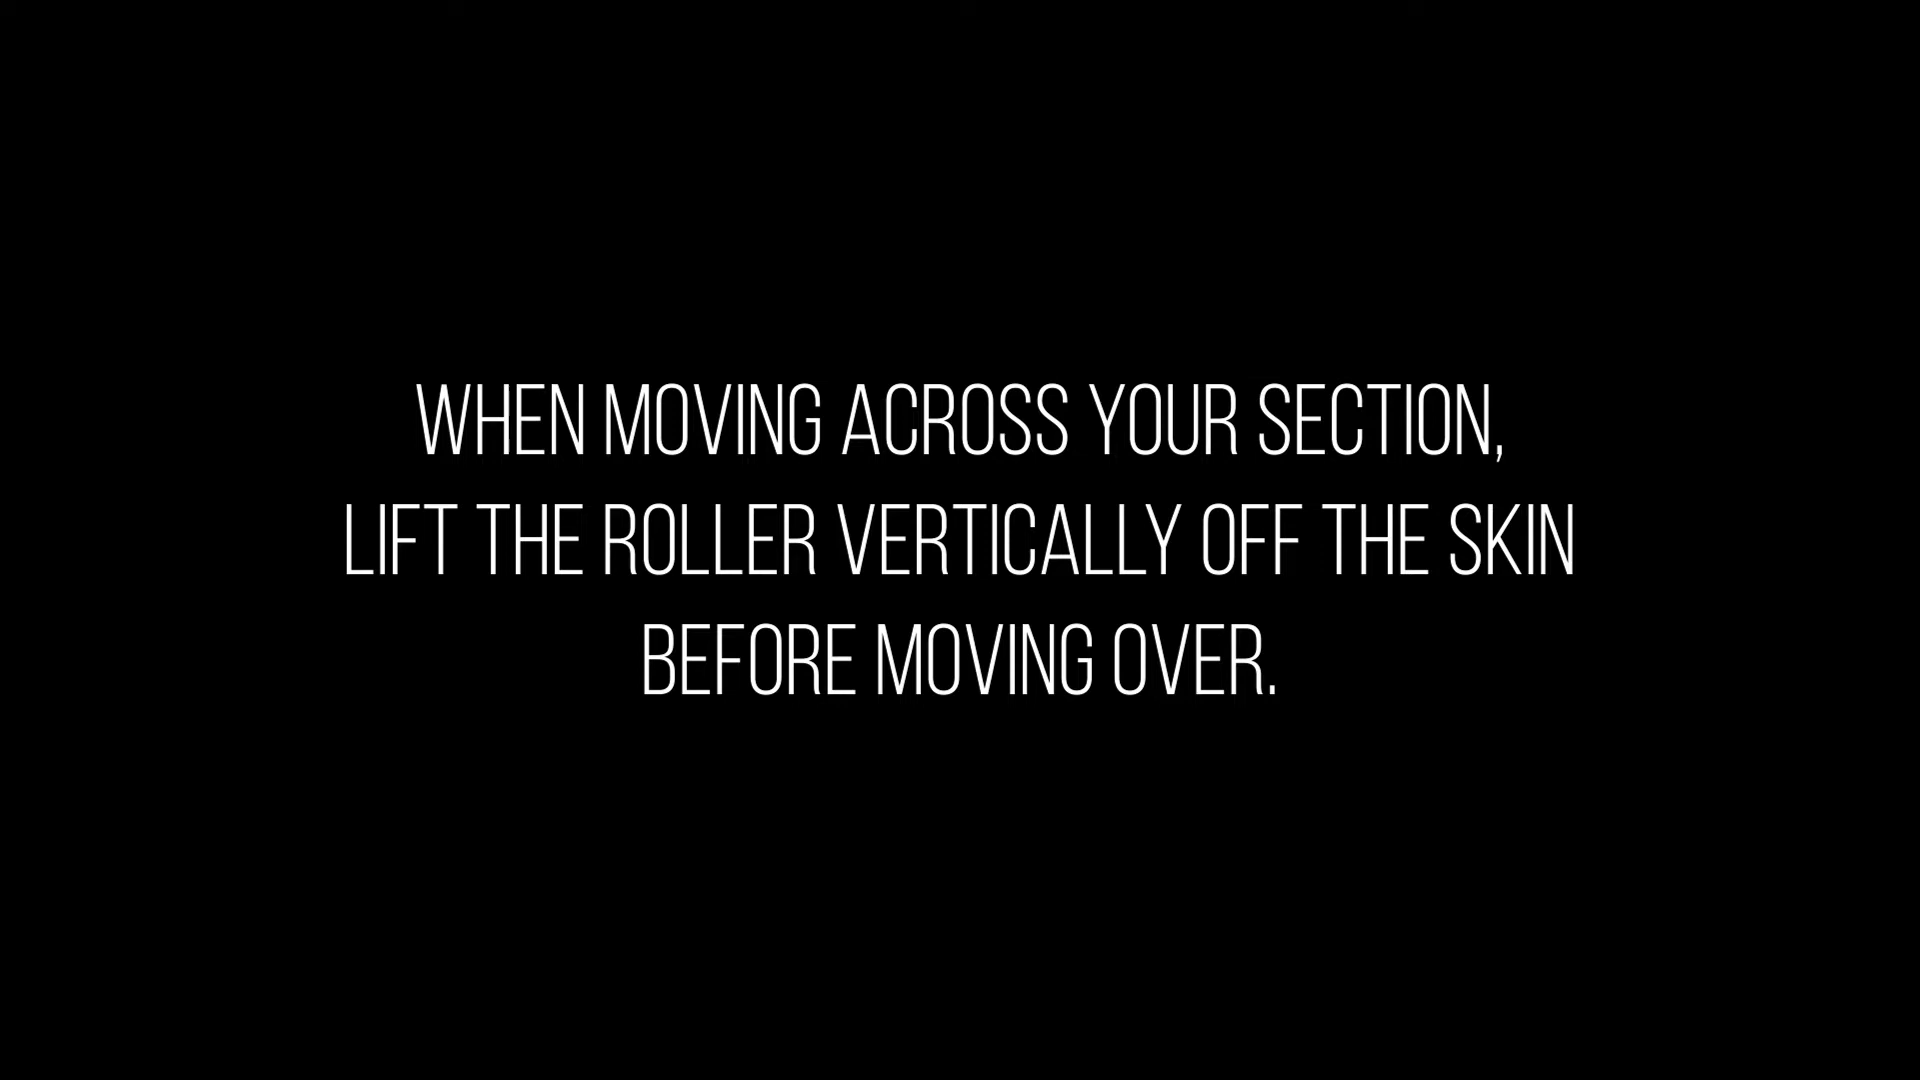 WHEN MOVING ACROSS YOUR SECTION,
LIFT THE ROLLER VERTICALLY OFF THE SKIN
BEFORE MOVING OVER.